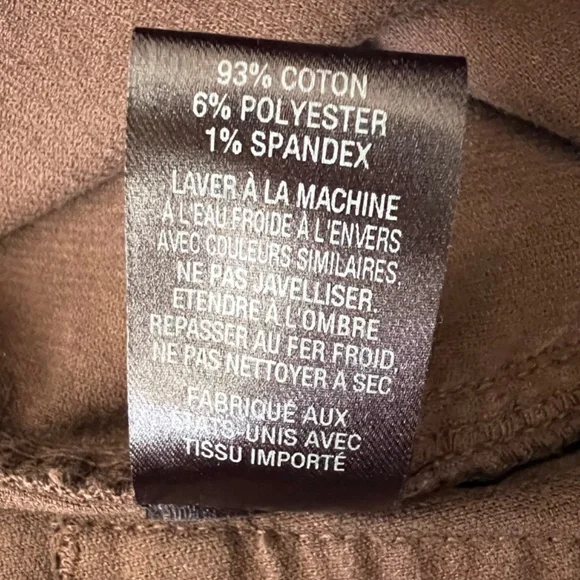 93% COTON
6% POLYESTER
1% SPANDEX
LAVER À LA MACHINE
À L'EAU FROIDE À L'ENVERS
AVEC COULEURS SIMILAIRES,
NE PAS JAVELLISER.
ETENDRE À L'OMBRE
REPASSER AU FER FROID,
NE PAS NETTOYER À SEC
FABRIQUÉ AUX
ÉTATS-UNIS AVEC
TISSU IMPORTÉ